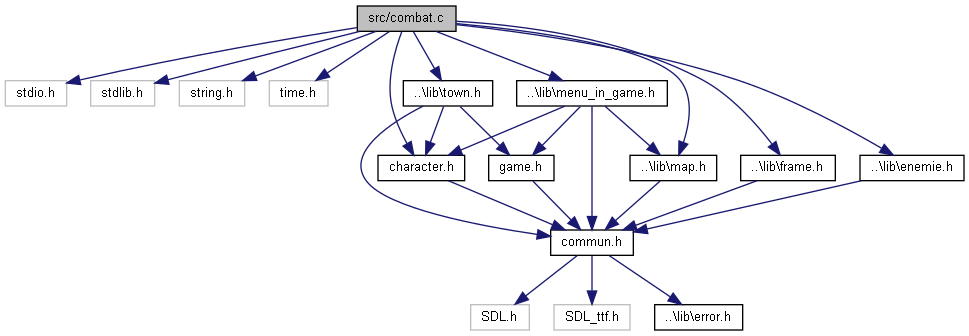 src/combat.c
stdio.h
stdlib.h
string.h
time.h
..\lib\town.h
..\lib\menu_in_game.h
character.h
game.h
..\lib\map.h
..\lib\frame.h
..\lib\enemie.h
commun.h
SDL.h
SDL_ttf.h
..\lib\error.h